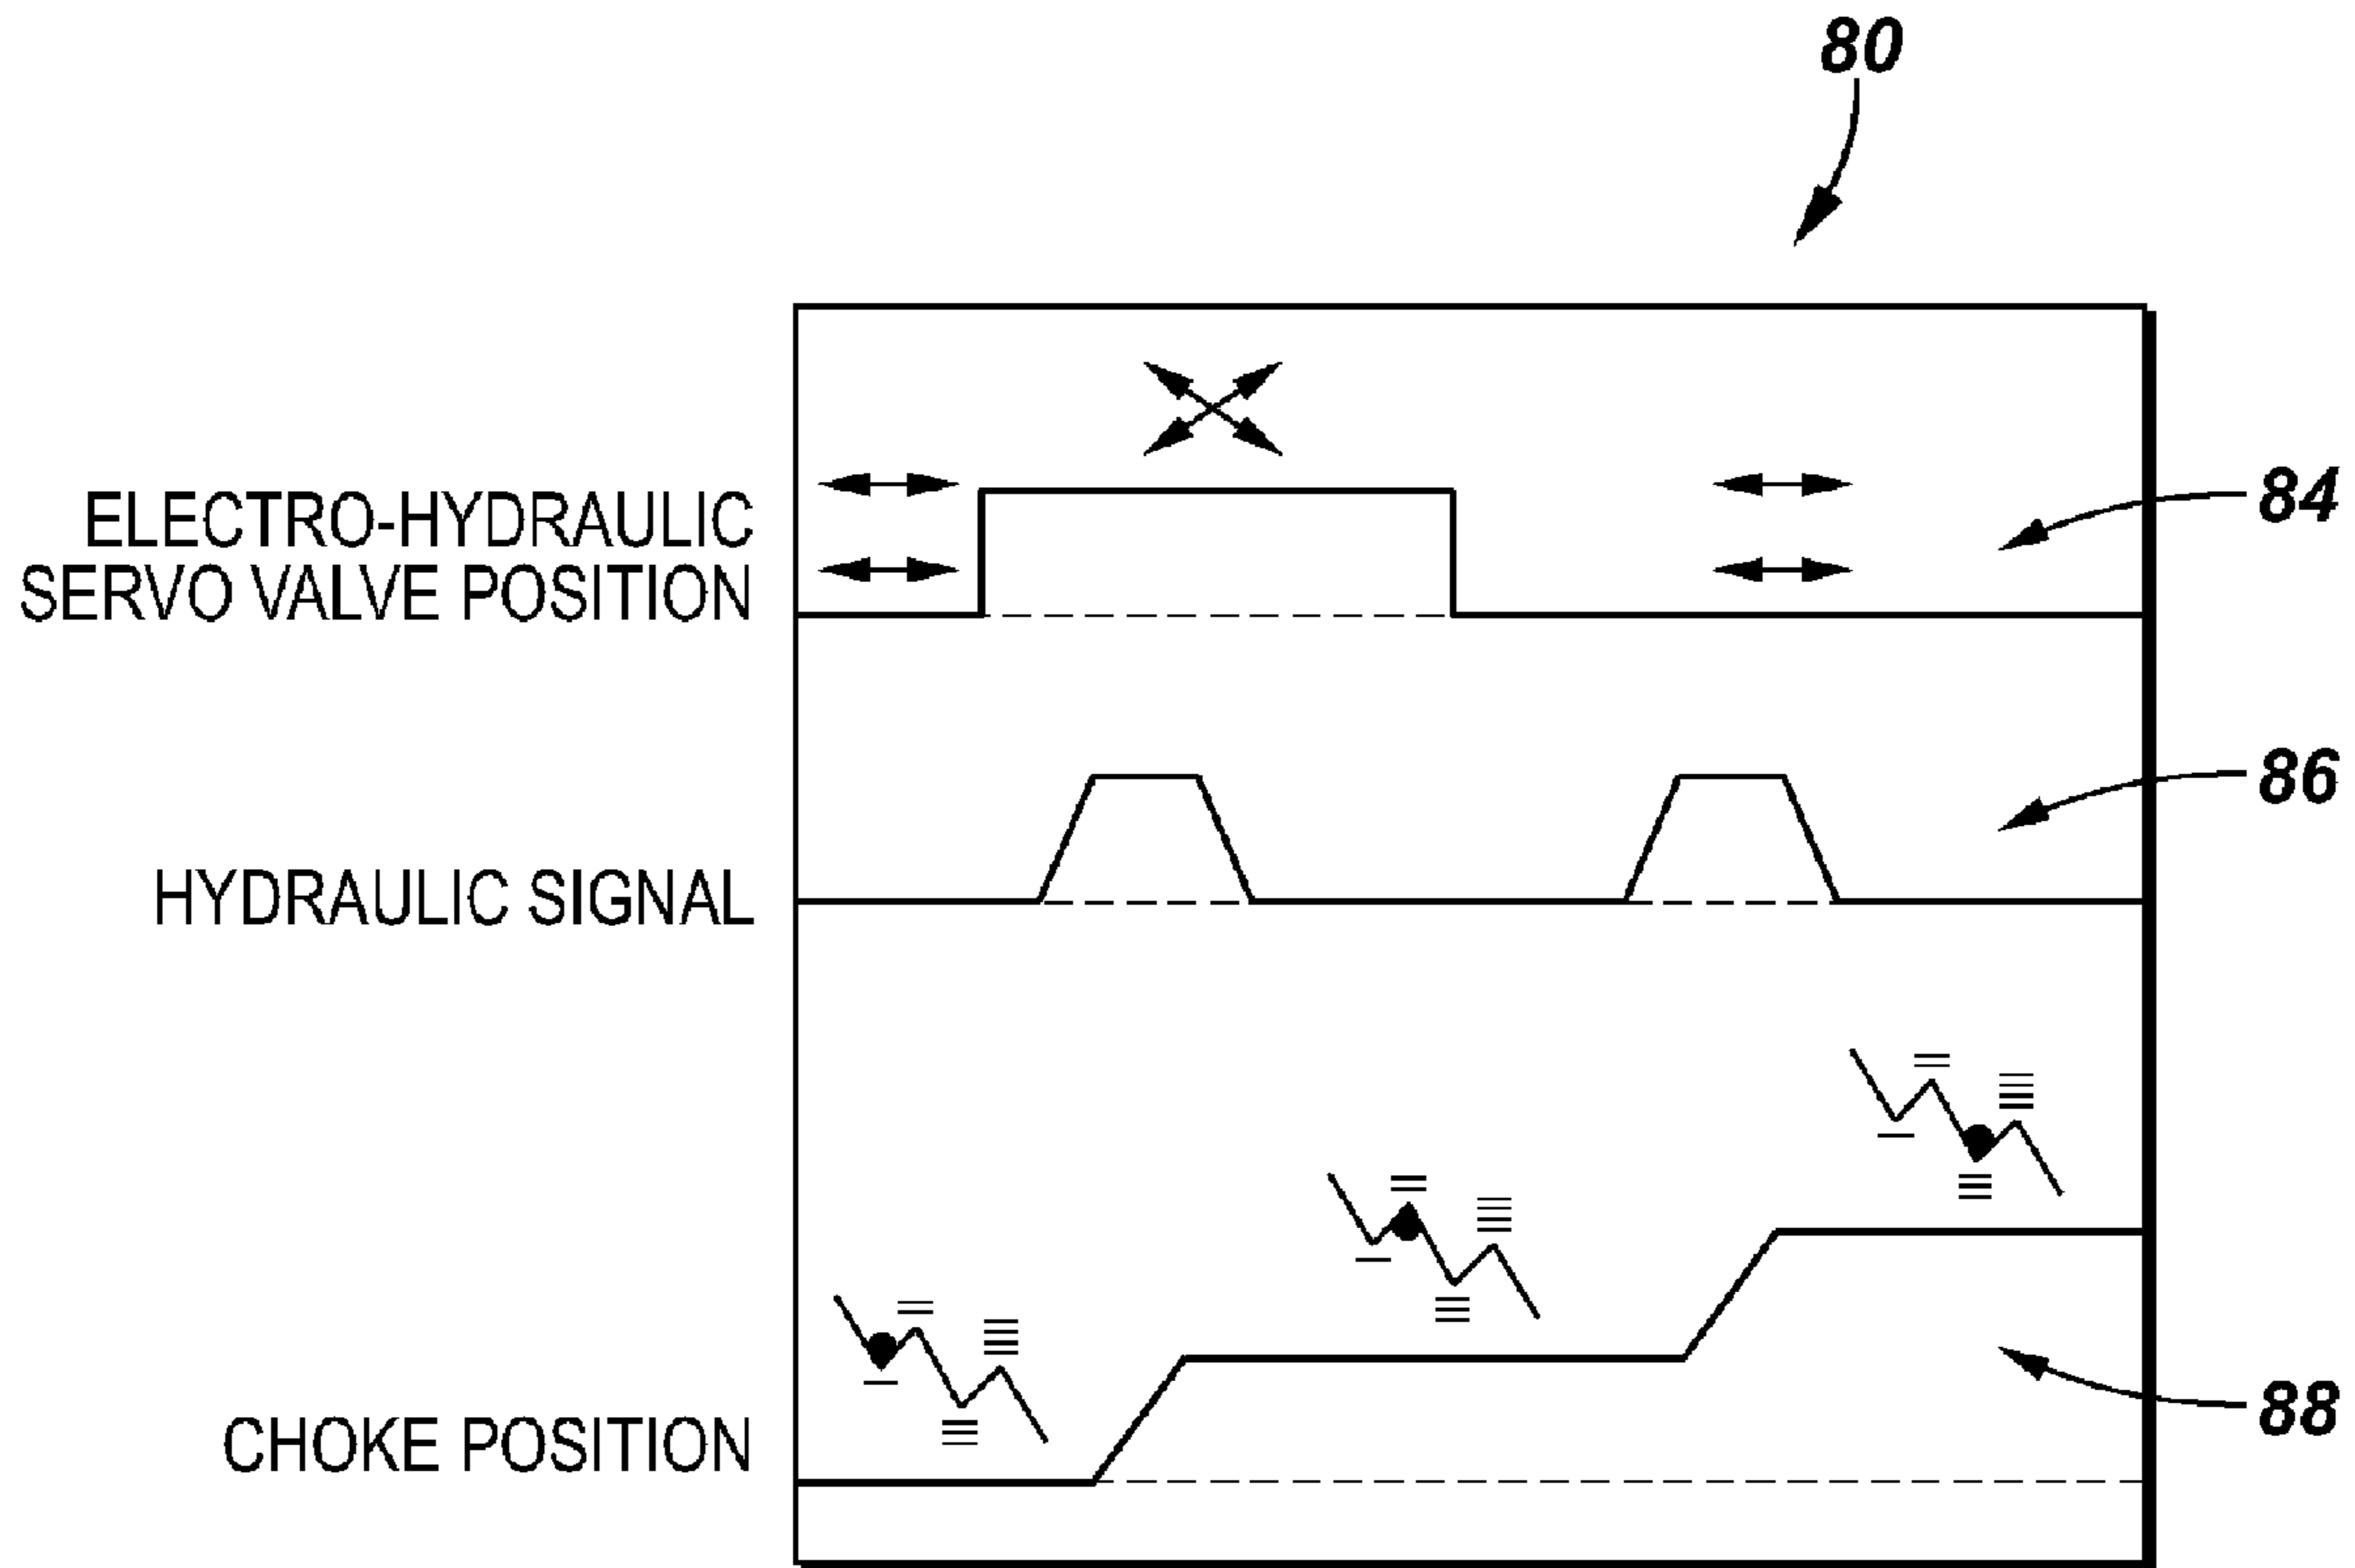 80
ELECTRO-HYDRAULIC
SERVO VALVE POSITION
84
HYDRAULIC SIGNAL
86
CHOKE POSITION
88